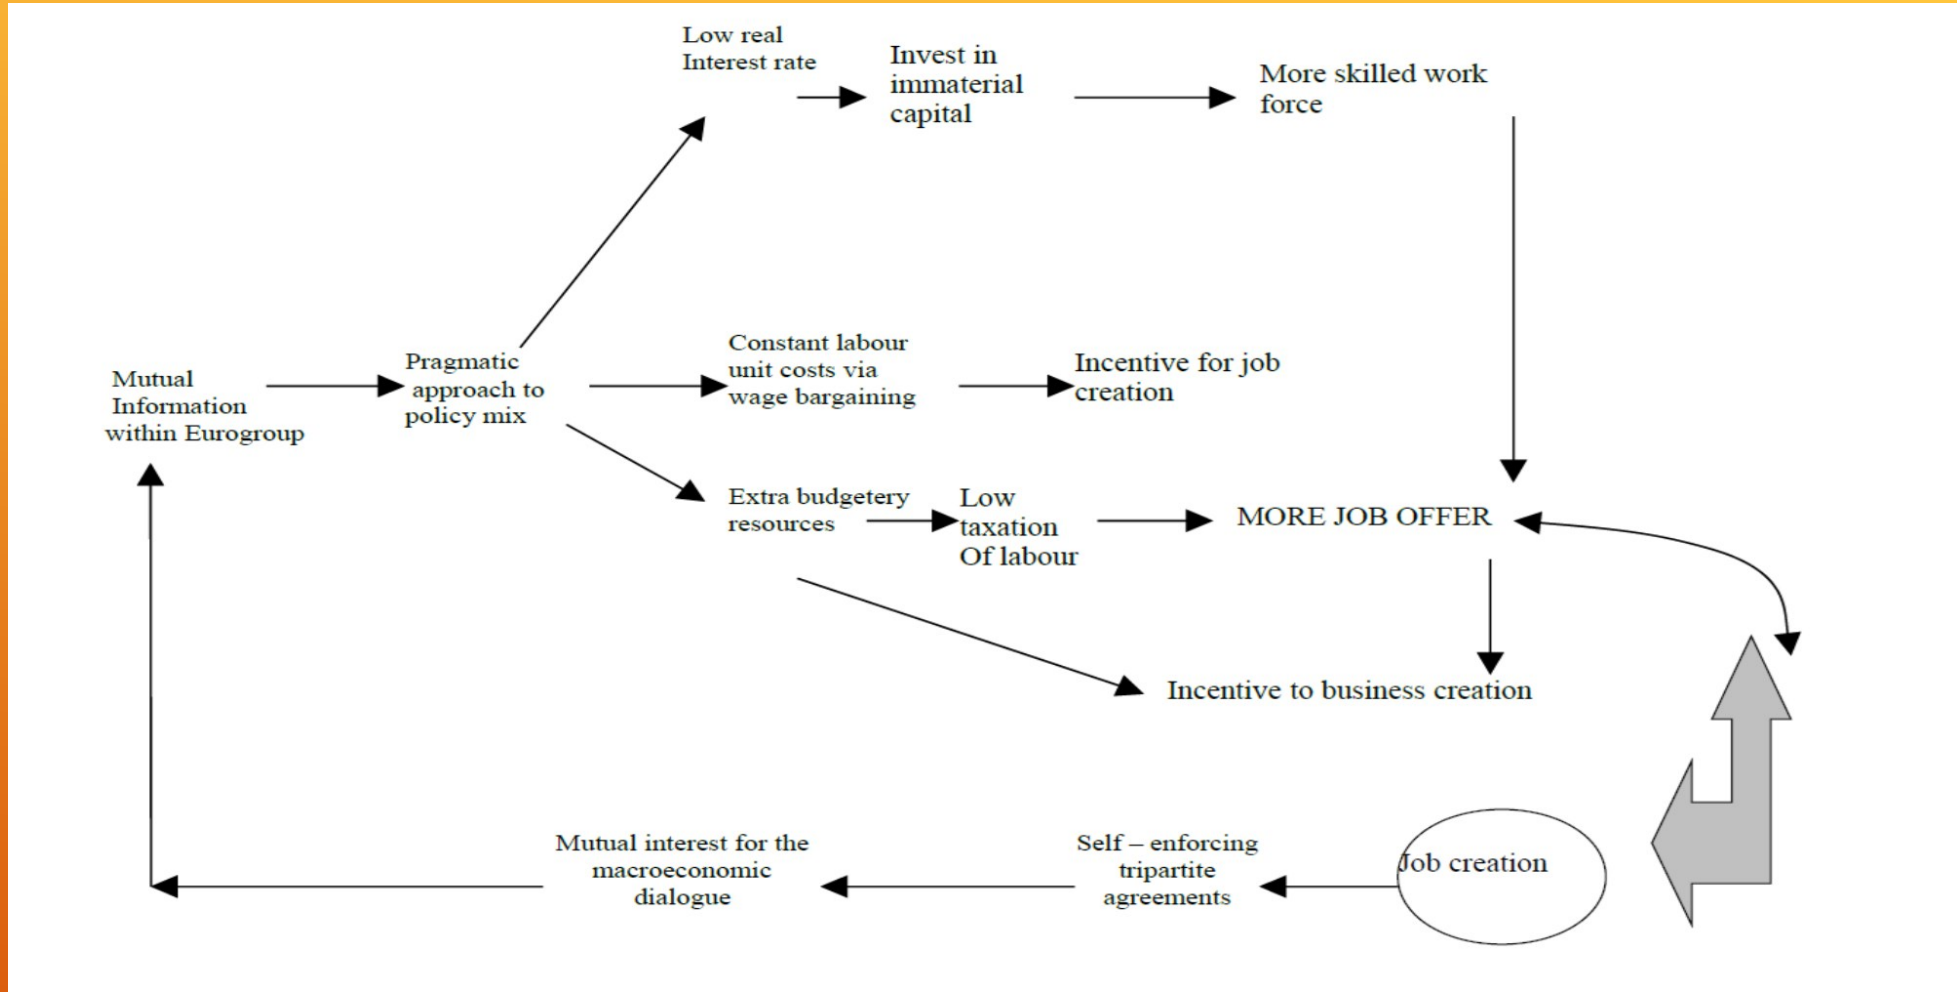 Low real
Interest rate
Invest in
immaterial
capital
More skilled work
force
Mutual
Information
within Eurogroup
Pragmatic
approach to
policy mix
Constant labour
unit costs via
wage bargaining
Incentive for job
creation
Extra budgetery
resources
Low
taxation
Of labour
MORE JOB OFFER
Incentive to business creation
Mutual interest for the
macroeconomic
dialogue
Self – enforcing
tripartite
agreements
Job creation